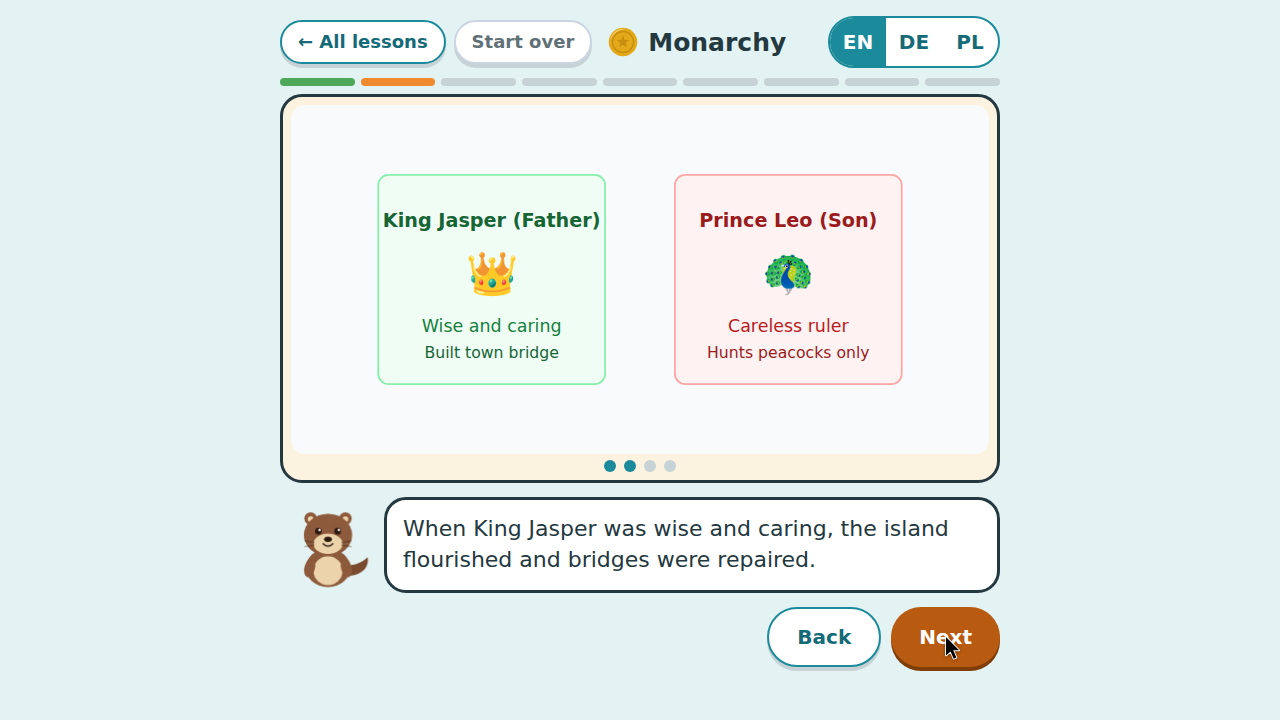 ← All lessons
Start over
Monarchy
EN
DE
PL
King Jasper (Father)
Wise and caring
Built town bridge
Prince Leo (Son)
Careless ruler
Hunts peacocks only
When King Jasper was wise and caring, the island
flourished and bridges were repaired.
Back
Next